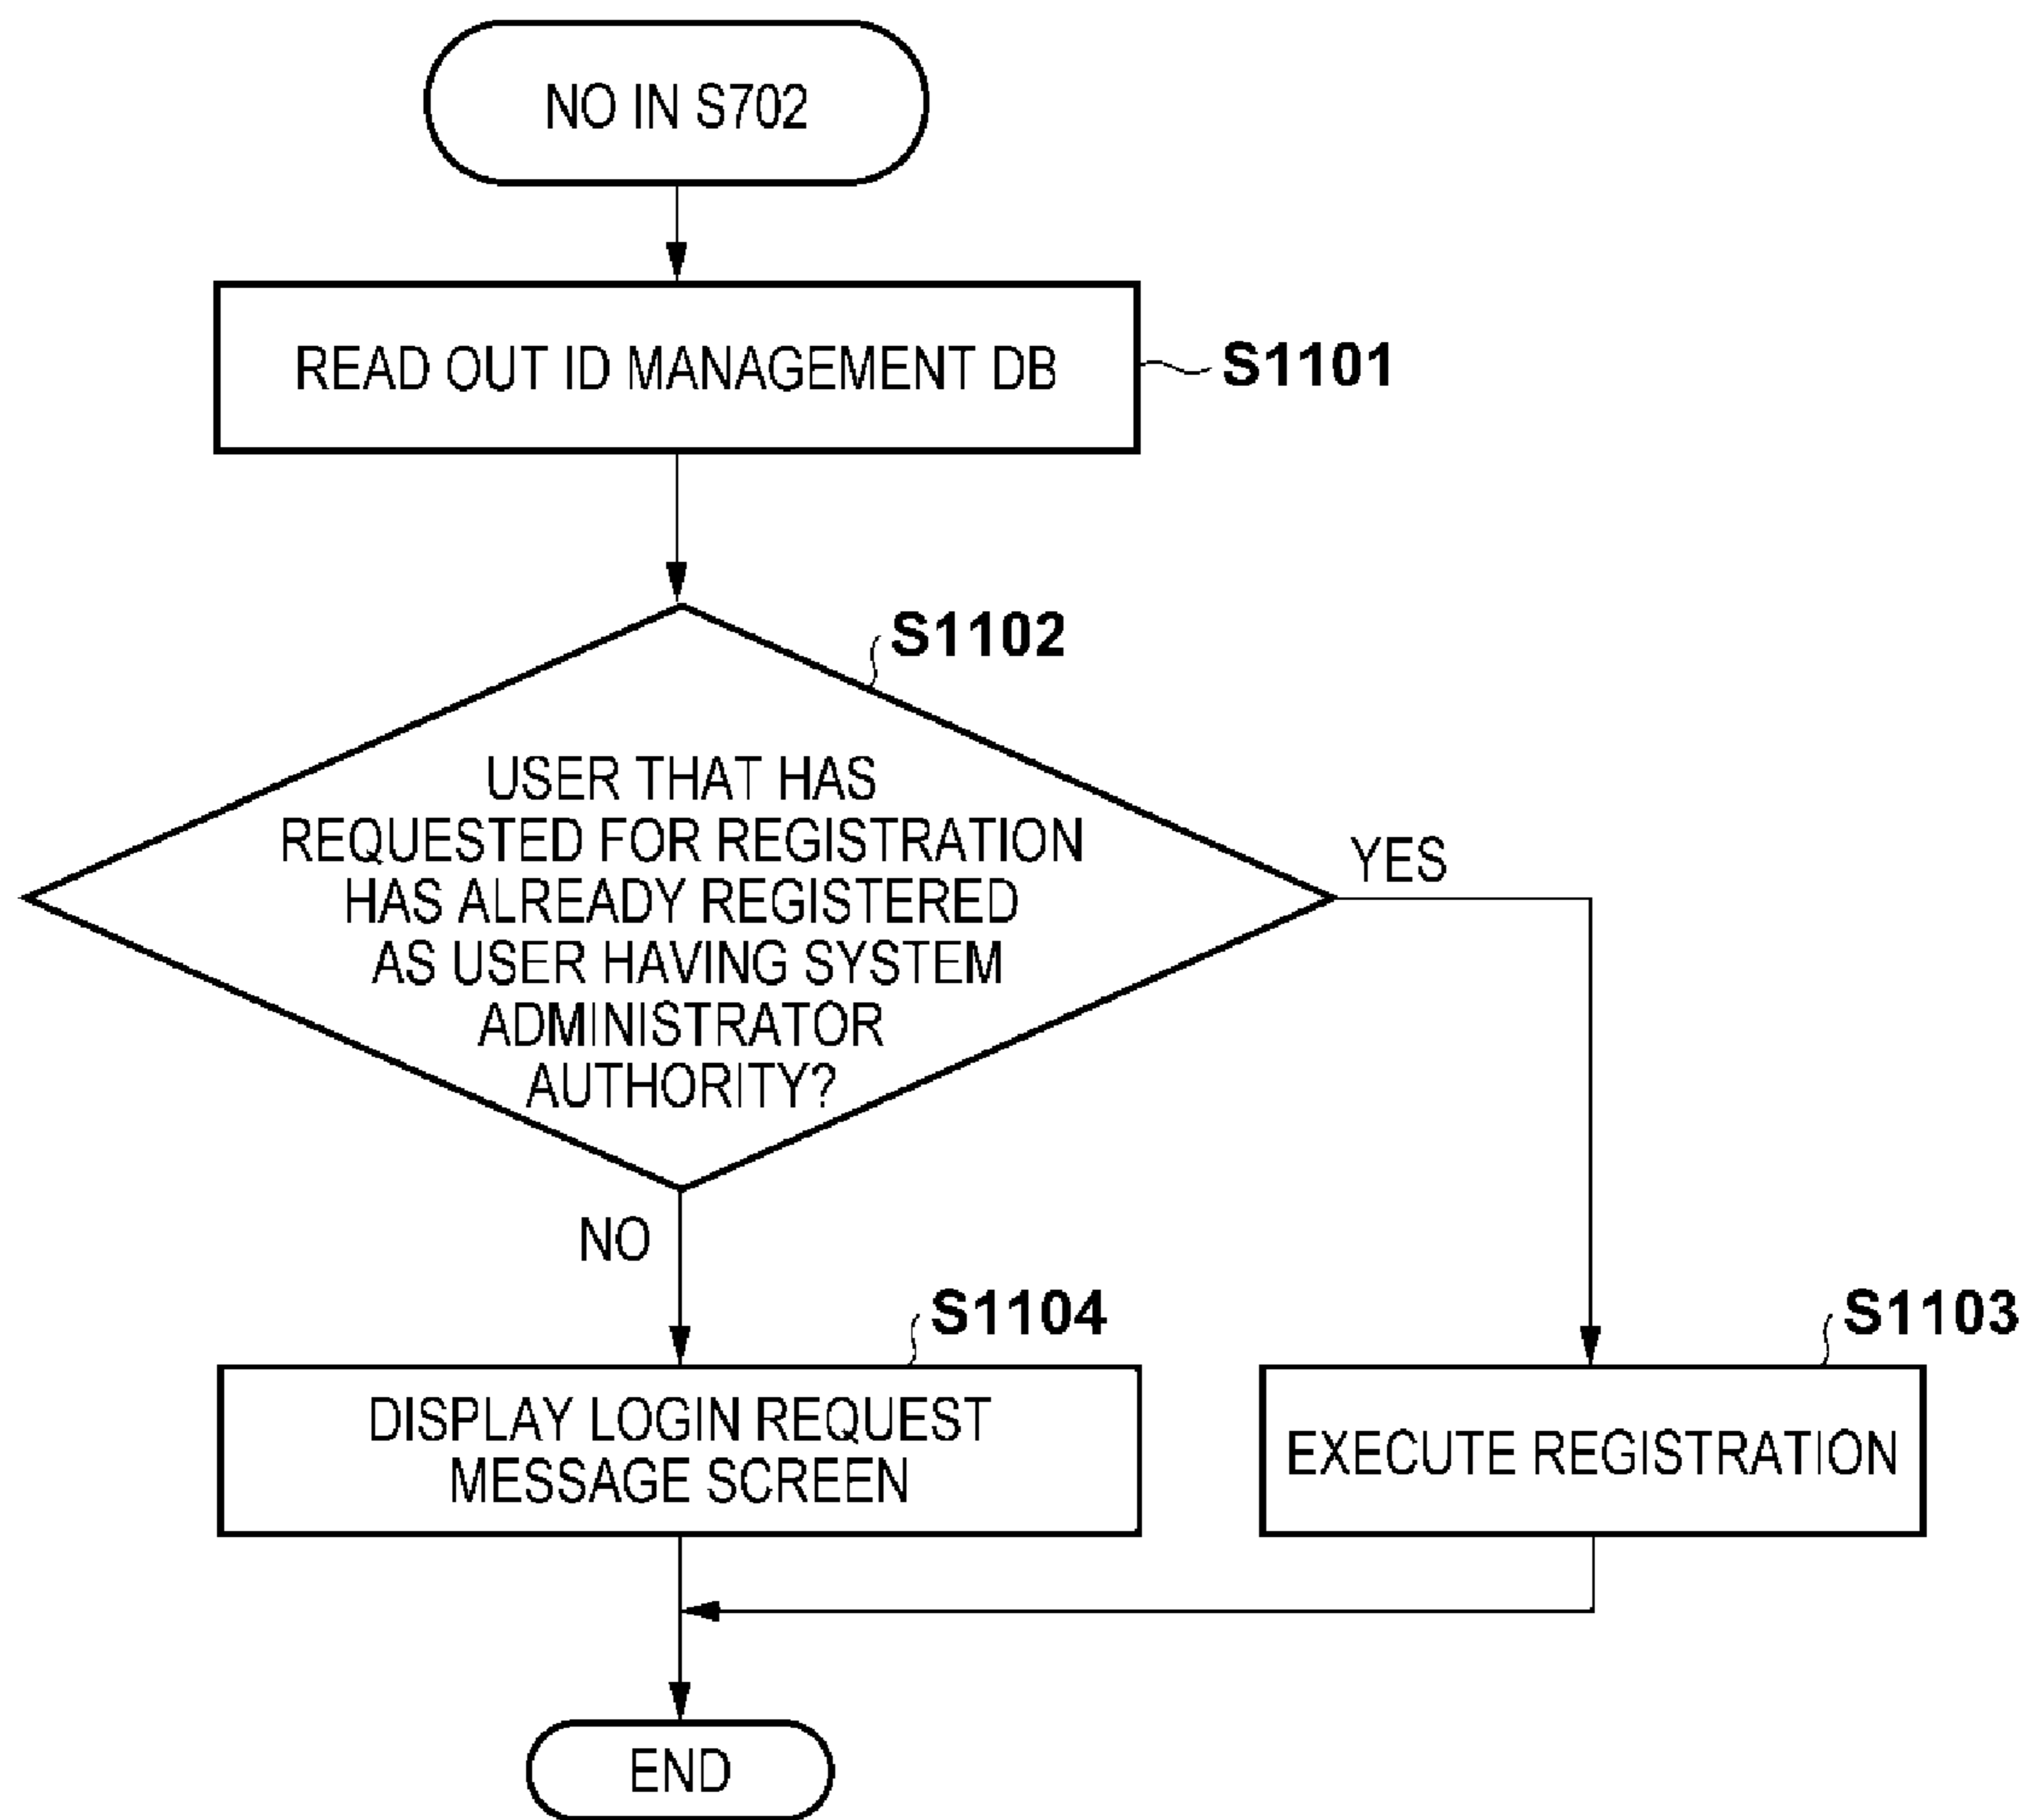 NO IN S702
READ OUT ID MANAGEMENT DB
S1101
S1102
USER THAT HAS
REQUESTED FOR REGISTRATION
HAS ALREADY REGISTERED
AS USER HAVING SYSTEM
ADMINISTRATOR
AUTHORITY?
YES
NO
S1104
DISPLAY LOGIN REQUEST
MESSAGE SCREEN
S1103
EXECUTE REGISTRATION
END